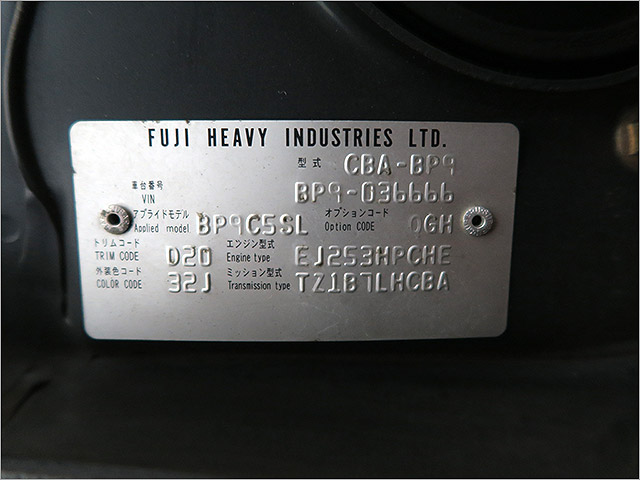 FUJI HEAVY INDUSTRIES LTD.
型式 CBA-BP9
車台番号
VIN BP9-036666
アプライドモデル オプションコード
Applied model BP9C5SL Option CODE 0GH
トリムコード エンジン型式
TRIM CODE D20 Engine type EJ253HPCHE
外装色コード ミッション型式
COLOR CODE 32J Transmission type TZ1B7LHCBA